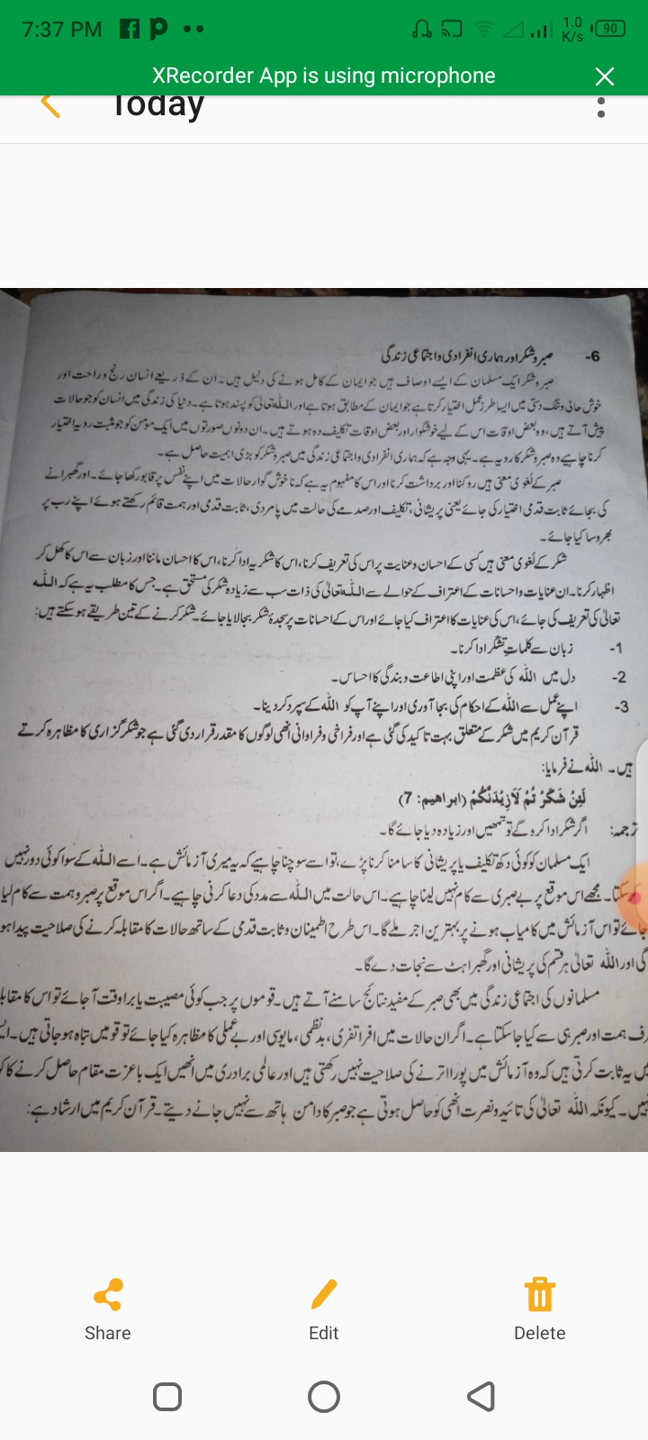 7:37 PM
1.0 K/s
90
XRecorder App is using microphone
Today
6- صبر و شکر اور ہماری انفرادی و اجتماعی زندگی
صبر و شکر ایک مسلمان کے ایسے اوصاف ہیں جو ایمان کے کامل ہونے کی دلیل ہیں۔ ان کے ذریعے انسان رنج و راحت اور
خوش حالی و تنگ دستی میں ایسا طرز عمل اختیار کرتا ہے جو ایمان کے مطابق ہوتا ہے اور اللہ تعالیٰ کو پسند ہوتا ہے۔ دنیا کی زندگی میں انسان کو جو حالات
پیش آتے ہیں، وہ بعض اوقات اس کے لیے خوشگوار اور بعض اوقات تکلیف دہ ہوتے ہیں۔ ان دونوں صورتوں میں ایک مومن کو جو مثبت رویہ اختیار
کرنا چاہیے وہ صبر و شکر کا رویہ ہے۔ یہی وجہ ہے کہ ہماری انفرادی و اجتماعی زندگی میں صبر و شکر کو بڑی اہمیت حاصل ہے۔
صبر کے لغوی معنی ہیں روکنا اور برداشت کرنا اور اس کا مفہوم یہ ہے کہ ناخوش گوار حالات میں اپنے نفس پر قابو رکھا جائے۔ اور گھبرانے
کی بجائے ثابت قدمی اختیار کی جائے یعنی پریشانی، تکلیف اور صدمے کی حالت میں پامردی، ثابت قدمی اور ہمت قائم رکھتے ہوئے اپنے رب پر
بھروسا کیا جائے۔
شکر کے لغوی معنی ہیں کسی کے احسان و عنایت پر اس کی تعریف کرنا، اس کا شکریہ ادا کرنا، اس کا احسان ماننا اور زبان سے اس کا کھل کر
اظہار کرنا۔ ان عنایات و احسانات کے اعتراف کے حوالے سے اللہ تعالیٰ کی ذات سب سے زیادہ شکر کی مستحق ہے۔ جس کا مطلب یہ ہے کہ اللہ
تعالیٰ کی تعریف کی جائے، اس کی عنایات کا اعتراف کیا جائے اور اس کے احسانات پر سجدۂ شکر بجالایا جائے۔ شکر کرنے کے تین طریقے ہو سکتے ہیں:
1- زبان سے کلماتِ تشکّر ادا کرنا۔
2- دل میں اللہ کی عظمت اور اپنی اطاعت و بندگی کا احساس۔
3- اپنے عمل سے اللہ کے احکام کی بجا آوری اور اپنے آپ کو اللہ کے سپرد کر دینا۔
قرآن کریم میں شکر کے متعلق بہت تاکید کی گئی ہے اور فراخی و فراوانی انھی لوگوں کا مقدر قرار دی گئی ہے جو شکر گزاری کا مظاہرہ کرتے
ہیں۔ اللہ نے فرمایا:
لَئِنْ شَكَرْ تُمْ لَاَزِيْدَنَّكُمْ (ابراھیم: 7)
ترجمہ: اگر شکر ادا کرو گے تو تمھیں اور زیادہ دیا جائے گا۔
ایک مسلمان کو کوئی دکھ تکلیف یا پریشانی کا سامنا کرنا پڑے، تو اسے سوچنا چاہیے کہ یہ میری آزمائش ہے۔ اسے اللہ کے سوا کوئی دور نہیں
کر سکتا۔ مجھے اس موقع پر بے صبری سے کام نہیں لینا چاہیے۔ اس حالت میں اللہ سے مدد کی دعا کرنی چاہیے۔ اگر اس موقع پر صبر و ہمت سے کام لیا
جائے تو اس آزمائش میں کامیاب ہونے پر بہترین اجر ملے گا۔ اس طرح اطمینان و ثابت قدمی کے ساتھ حالات کا مقابلہ کرنے کی صلاحیت پیدا ہو
گی اور اللہ تعالیٰ ہر قسم کی پریشانی اور گھبراہٹ سے نجات دے گا۔
مسلمانوں کی اجتماعی زندگی میں بھی صبر کے مفید نتائج سامنے آتے ہیں۔ قوموں پر جب کوئی مصیبت یا برا وقت آ جائے تو اس کا مقابلہ
ہمت اور صبر ہی سے کیا جا سکتا ہے۔ اگر ان حالات میں افراتفری، بدنظمی، مایوسی اور بے عملی کا مظاہرہ کیا جائے تو قومیں تباہ ہو جاتی ہیں۔
یہ ثابت کرتی ہیں کہ وہ آزمائش میں پورا اترنے کی صلاحیت نہیں رکھتی ہیں اور عالمی برادری میں انھیں ایک باعزت مقام حاصل کرنے کا
نہیں۔ کیونکہ اللہ تعالیٰ کی تائید و نصرت انھی کو حاصل ہوتی ہے جو صبر کا دامن ہاتھ سے نہیں جانے دیتے۔ قرآن کریم میں ارشاد ہے:
Share
Edit
Delete